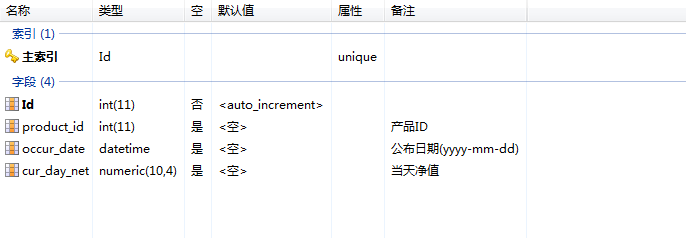 名称 类型 空 默认值 属性 备注
索引 (1)
主索引 Id unique
字段 (4)
Id int(11) 否 <auto_increment>
product_id int(11) 是 <空> 产品ID
occur_date datetime 是 <空> 公布日期(yyyy-mm-dd)
cur_day_net numeric(10,4) 是 <空> 当天净值